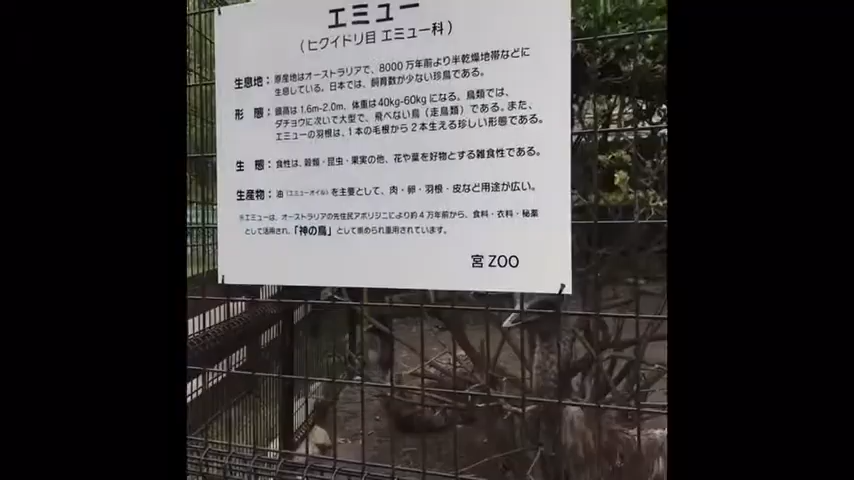 エミュー
（ヒクイドリ目 エミュー科）
生息地：原産地はオーストラリアで、8000万年前より半乾燥地帯などに
生息している。日本では、飼育数が少ない珍鳥である。
形 態：頭高は1.6m-2.0m、体重は40kg-60kgになる。鳥類では、
ダチョウに次いで大型で、飛べない鳥（走鳥類）である。また、
エミューの羽根は、1本の毛根から2本生える珍しい形態である。
生 態：食性は、穀類・昆虫・果実の他、花や葉を好物とする雑食性である。
生産物：油（エミューオイル）を主要として、肉・卵・羽根・皮など用途が広い。
※エミューは、オーストラリアの先住民アボリジニにより約4万年前から、食料・衣料・秘薬
として活用され、「神の鳥」として崇められ重用されています。
宮 ZOO